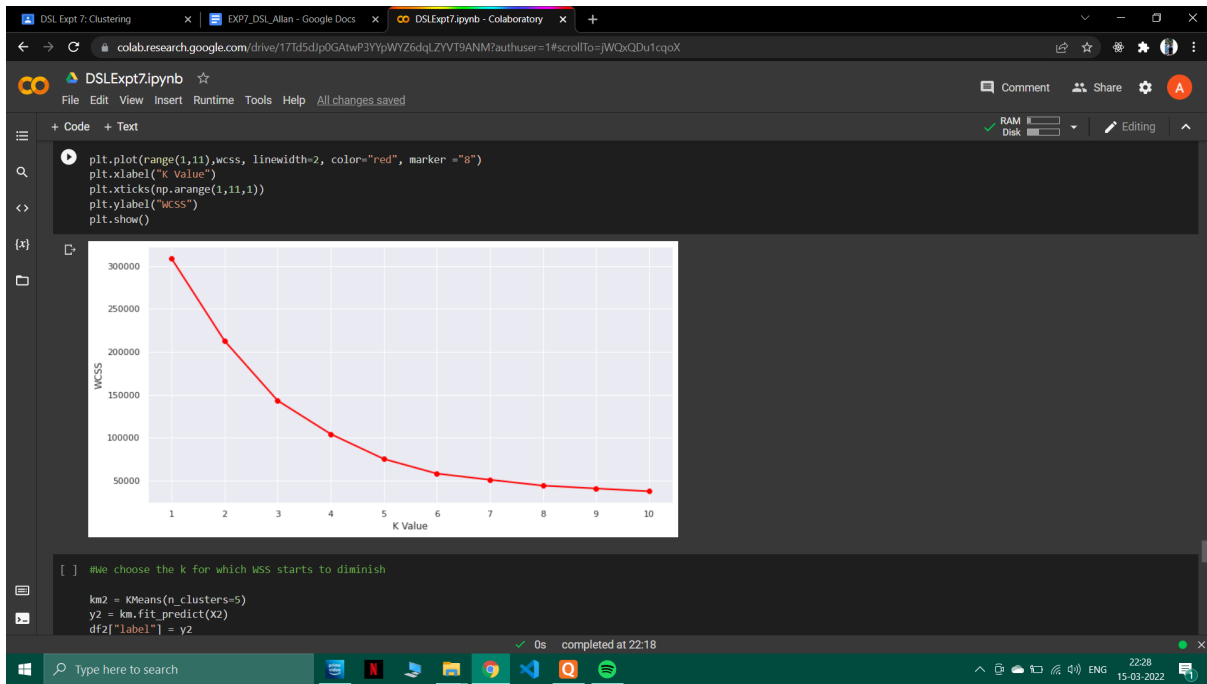 DSL Expt 7: Clustering
EXP7_DSL_Allan - Google Docs
DSLExpt7.ipynb - Colaboratory
colab.research.google.com/drive/17Td5dJp0GAtwP3YYpWYZ6dqLZYVT9ANM?authuser=1#scrollTo=jWQxQDu1cqoX
DSLExpt7.ipynb
Comment
Share
A
File Edit View Insert Runtime Tools Help All changes saved
+ Code + Text
RAM
Disk
Editing
plt.plot(range(1,11),wcss, linewidth=2, color="red", marker ="8")
plt.xlabel("K Value")
plt.xticks(np.arange(1,11,1))
plt.ylabel("WCSS")
plt.show()
{x}
300000
250000
200000
150000
100000
50000
WCSS
1 2 3 4 5 6 7 8 9 10
K Value
[ ] #We choose the k for which WSS starts to diminish
km2 = KMeans(n_clusters=5)
y2 = km.fit_predict(X2)
df2["label"] = y2
0s completed at 22:18
Type here to search
prime video
N
Q
ENG
22:28
15-03-2022
1